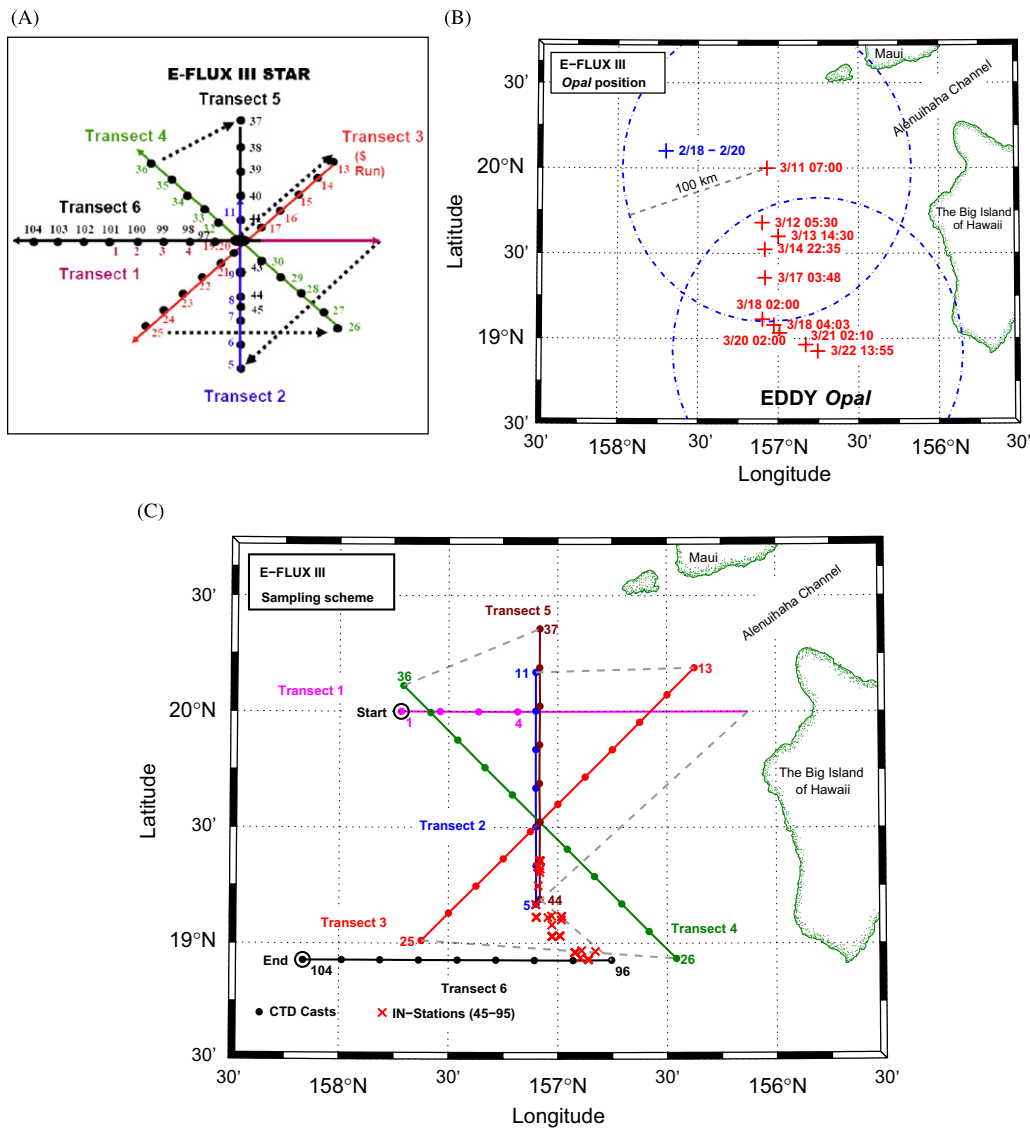 (A)
E-FLUX III STAR
Transect 5
37
Transect 4
Transect 3
($
Run)
36
38
13
35
39
14
34
40
15
33
11
16
32
17
Transect 6
104 103 102 101 100 99 98 97
1 2 3 4
19,20
21
30
Transect 1
9
43
29
22
8
44
28
23
7
45
27
24
6
26
25
5
Transect 2
(B)
E−FLUX III
Opal position
Maui
Alenuihaha Channel
30'
2/18 − 2/20
20°N
3/11 07:00
100 km
3/12 05:30
3/13 14:30
3/14 22:35
The Big Island
of Hawaii
30'
3/17 03:48
3/18 02:00
3/18 04:03
19°N
3/20 02:00
3/21 02:10
3/22 13:55
EDDY Opal
30'
30' 158°N 30' 157°N 30' 156°N 30'
Latitude
Longitude
(C)
E−FLUX III
Sampling scheme
Maui
Alenuihaha Channel
30'
Transect 5
37
36
11
13
Transect 1
Start
1
4
20°N
The Big Island
of Hawaii
Transect 2
30'
5
44
Transect 3
25
Transect 4
26
19°N
End
104
96
Transect 6
CTD Casts
IN−Stations (45−95)
30'
30' 158°N 30' 157°N 30' 156°N 30'
Latitude
Longitude